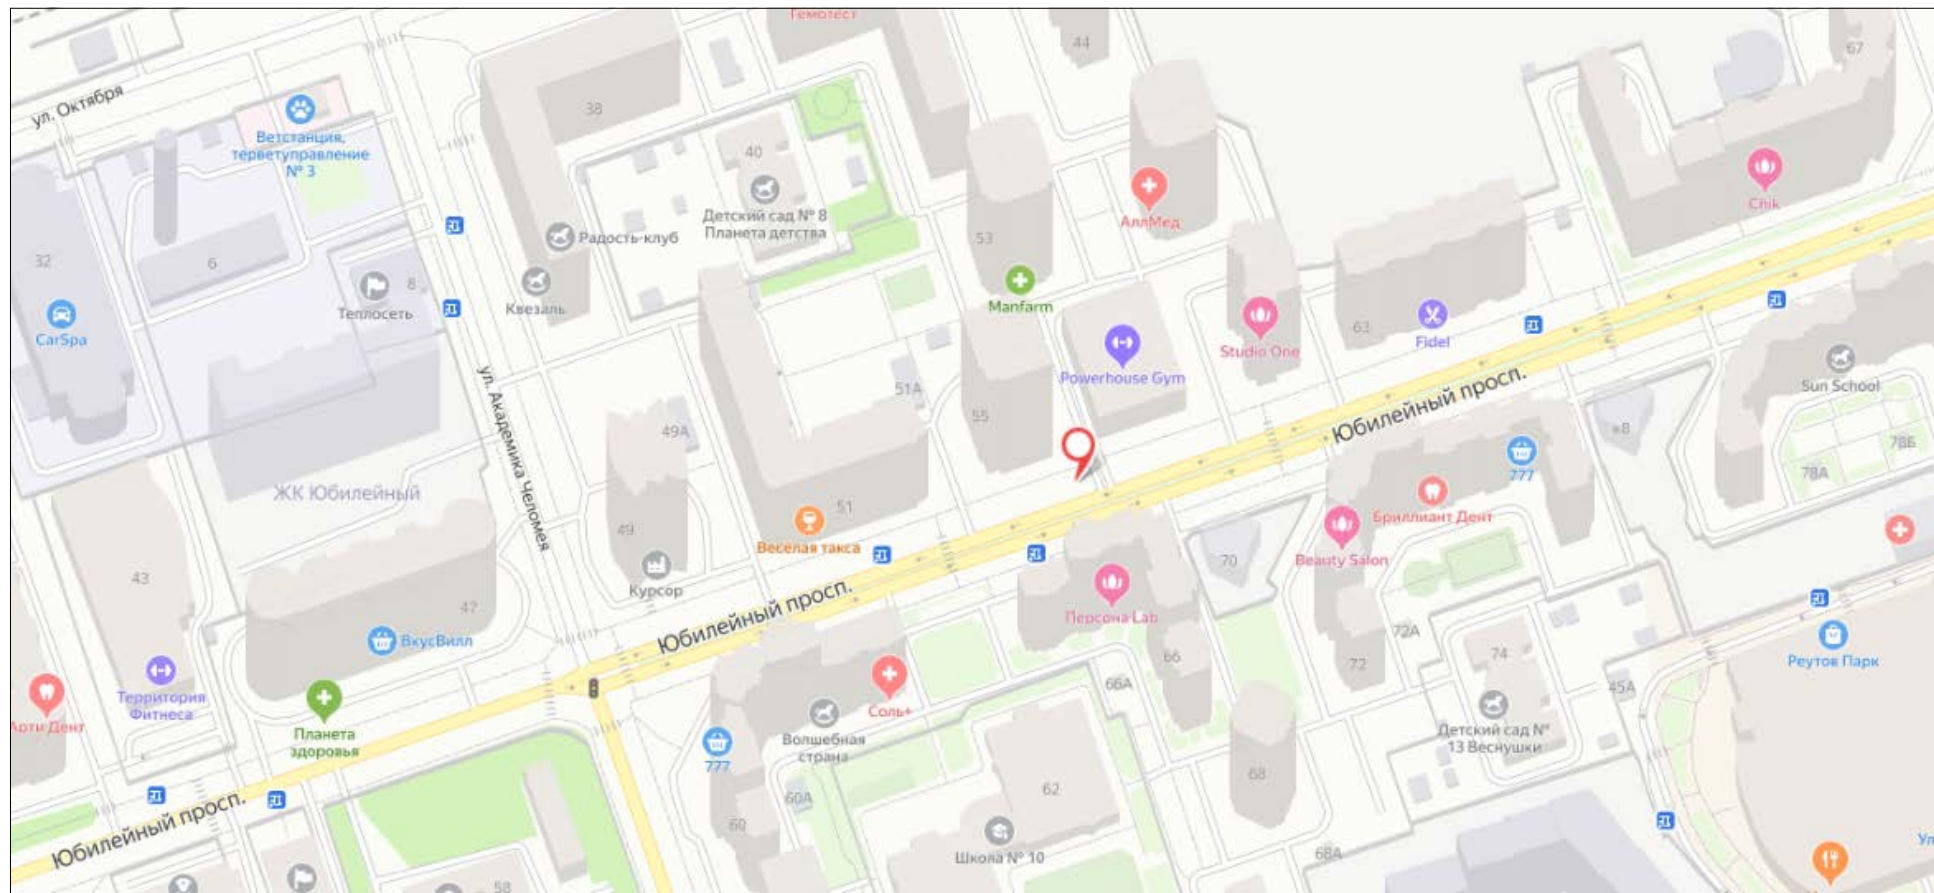 Гемотест
44
67
ул. Октября
38
Ветстанция,
терветуправление
№ 3
40
Детский сад № 8
Планета детства
Chik
АллМед
Радость-клуб
53
32
6
8
Теплосеть
Квезаль
Manfarm
CarSpa
63
Fidel
Studio One
Powerhouse Gym
Sun School
51А
55
Юбилейный просп.
ул. Академика Челомея
49А
78Б
78А
777
ЖК Юбилейный
51
49
Бриллиант Дент
Веселая такса
Beauty Salon
70
43
Курсор
47
Юбилейный просп.
Персона Lab
ВкусВилл
72А
66
72
74
Реутов Парк
66А
45А
Территория
Фитнеса
Соль+
Планета
здоровья
Волшебная
страна
Детский сад №
13 Веснушки
777
68
62
60А
60
Юбилейный просп.
Школа № 10
68А
58